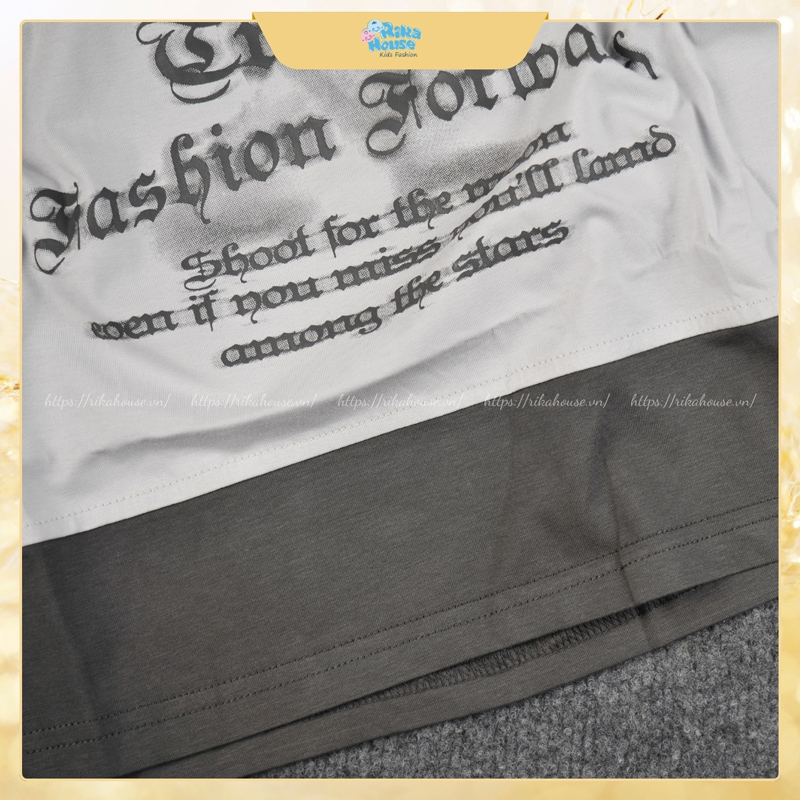 Rika
House
Kids Fashion
Fashion Forwa
Shoot for the moon
even if you miss you'll land
among the stars
https://rikahouse.vn/ https://rikahouse.vn/ https://rikahouse.vn/ https://rikahouse.vn/ https://rikahouse.vn/